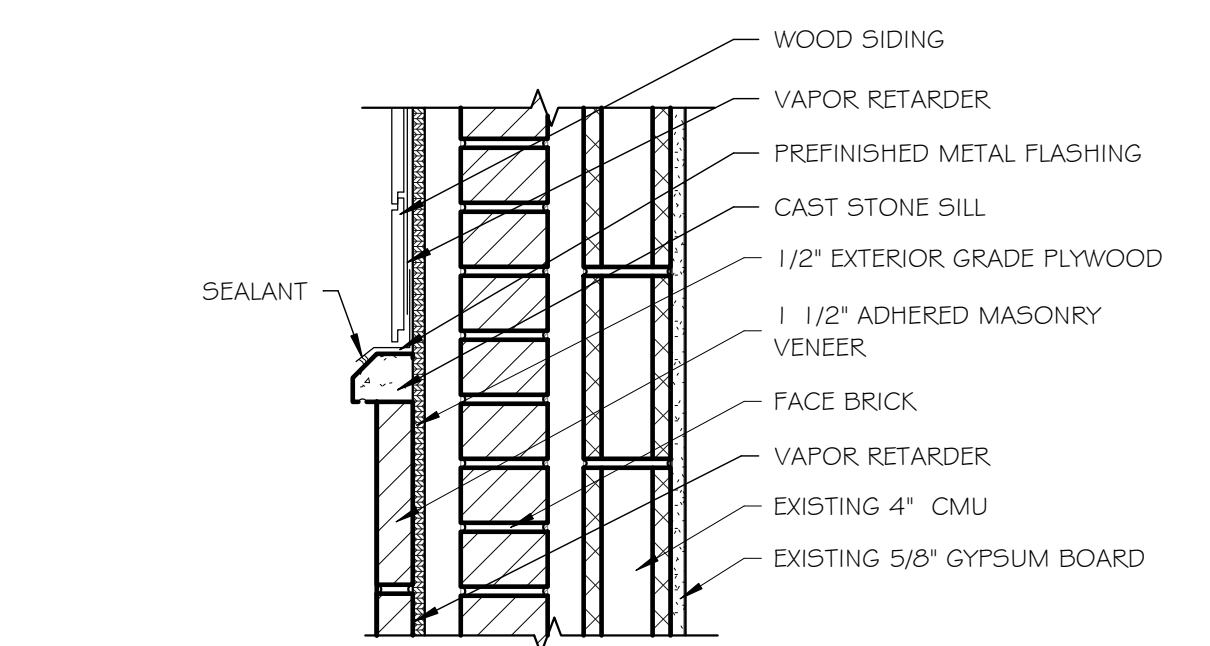 WOOD SIDING
VAPOR RETARDER
PREFINISHED METAL FLASHING
CAST STONE SILL
1/2" EXTERIOR GRADE PLYWOOD
SEALANT
1 1/2" ADHERED MASONRY
VENEER
FACE BRICK
VAPOR RETARDER
EXISTING 4" CMU
EXISTING 5/8" GYPSUM BOARD